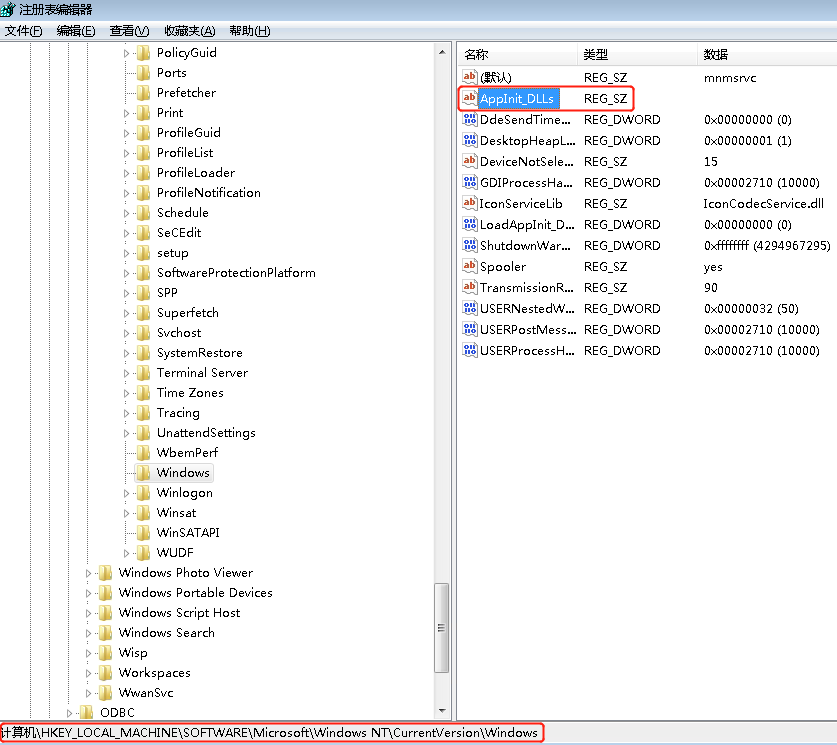 注册表编辑器
文件(F) 编辑(E) 查看(V) 收藏夹(A) 帮助(H)
PolicyGuid
Ports
Prefetcher
Print
ProfileGuid
ProfileList
ProfileLoader
ProfileNotification
Schedule
SeCEdit
setup
SoftwareProtectionPlatform
SPP
Superfetch
Svchost
SystemRestore
Terminal Server
Time Zones
Tracing
UnattendSettings
WbemPerf
Windows
Winlogon
Winsat
WinSATAPI
WUDF
Windows Photo Viewer
Windows Portable Devices
Windows Script Host
Windows Search
Wisp
Workspaces
WwanSvc
ODBC
名称 类型 数据
(默认) REG_SZ mnmsrvc
AppInit_DLLs REG_SZ
DdeSendTime... REG_DWORD 0x00000000 (0)
DesktopHeapL... REG_DWORD 0x00000001 (1)
DeviceNotSele... REG_SZ 15
GDIProcessHa... REG_DWORD 0x00002710 (10000)
IconServiceLib REG_SZ IconCodecService.dll
LoadAppInit_D... REG_DWORD 0x00000000 (0)
ShutdownWar... REG_DWORD 0xffffffff (4294967295)
Spooler REG_SZ yes
TransmissionR... REG_SZ 90
USERNestedW... REG_DWORD 0x00000032 (50)
USERPostMess... REG_DWORD 0x00002710 (10000)
USERProcessH... REG_DWORD 0x00002710 (10000)
计算机\HKEY_LOCAL_MACHINE\SOFTWARE\Microsoft\Windows NT\CurrentVersion\Windows